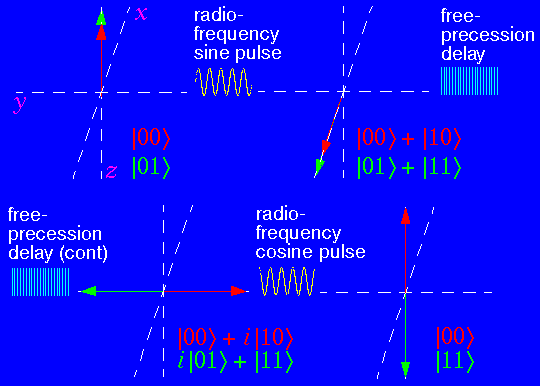 x
radio-
frequency
sine pulse
free-
precession
delay
y
z
|00⟩
|01⟩
|00⟩ + |10⟩
|01⟩ + |11⟩
free-
precession
delay (cont)
radio-
frequency
cosine pulse
|00⟩ + i|10⟩
i|01⟩ + |11⟩
|00⟩
|11⟩